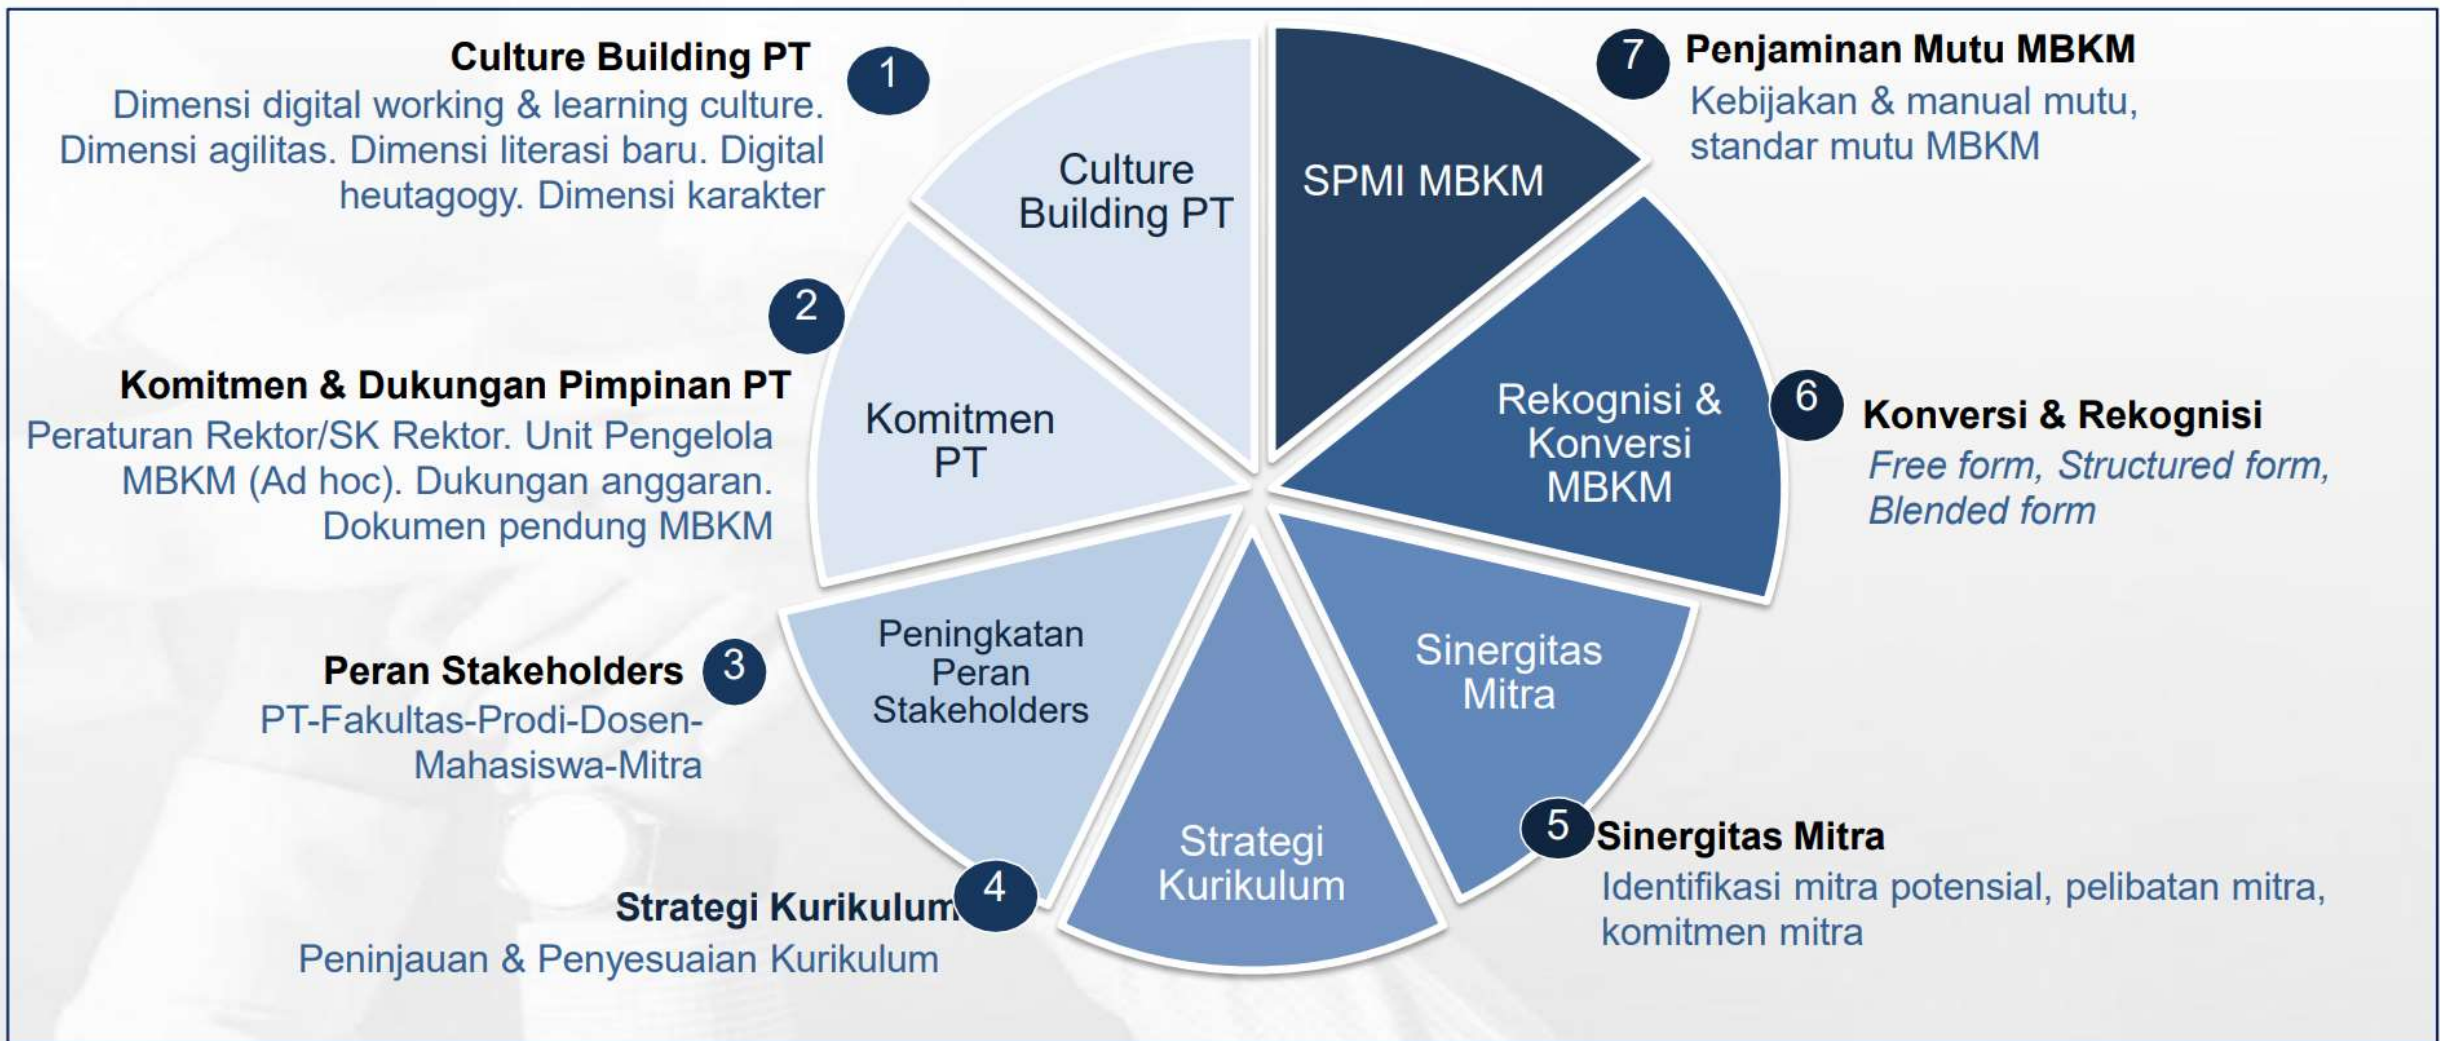 Culture Building PT
1
Dimensi digital working & learning culture.
Dimensi agilitas. Dimensi literasi baru. Digital
heutagogy. Dimensi karakter
2
Komitmen & Dukungan Pimpinan PT
Peraturan Rektor/SK Rektor. Unit Pengelola
MBKM (Ad hoc). Dukungan anggaran.
Dokumen pendung MBKM
Peran Stakeholders
3
PT-Fakultas-Prodi-Dosen-
Mahasiswa-Mitra
Strategi Kurikulum
4
Peninjauan & Penyesuaian Kurikulum
Culture
Building PT
Komitmen
PT
Peningkatan
Peran
Stakeholders
Strategi
Kurikulum
Sinergitas
Mitra
Rekognisi &
Konversi
MBKM
SPMI MBKM
7
Penjaminan Mutu MBKM
Kebijakan & manual mutu,
standar mutu MBKM
6
Konversi & Rekognisi
Free form, Structured form,
Blended form
5
Sinergitas Mitra
Identifikasi mitra potensial, pelibatan mitra,
komitmen mitra